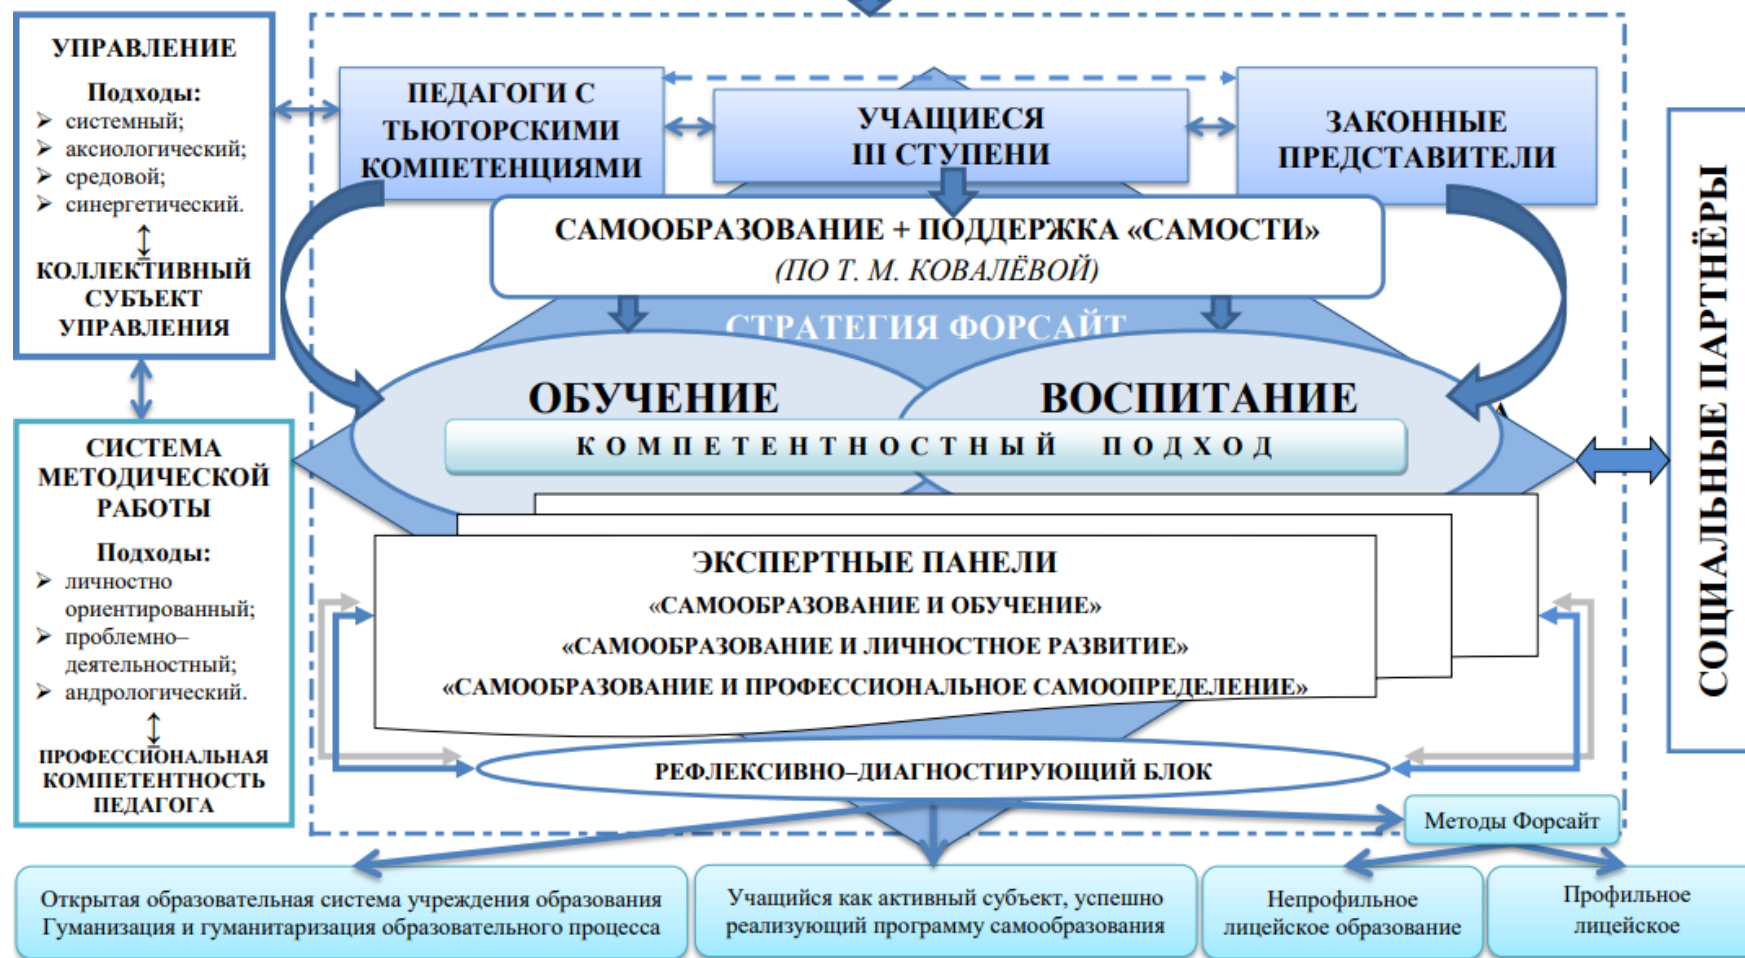 УПРАВЛЕНИЕ
Подходы:
системный;
аксиологический;
средовой;
синергетический.
КОЛЛЕКТИВНЫЙ
СУБЪЕКТ
УПРАВЛЕНИЯ
СИСТЕМА
МЕТОДИЧЕСКОЙ
РАБОТЫ
Подходы:
личностно
ориентированный;
проблемно–
деятельностный;
андрологический.
ПРОФЕССИОНАЛЬНАЯ
КОМПЕТЕНТНОСТЬ
ПЕДАГОГА
ПЕДАГОГИ С
ТЬЮТОРСКИМИ
КОМПЕТЕНЦИЯМИ
УЧАЩИЕСЯ
III СТУПЕНИ
ЗАКОННЫЕ
ПРЕДСТАВИТЕЛИ
САМООБРАЗОВАНИЕ + ПОДДЕРЖКА «САМОСТИ»
(ПО Т. М. КОВАЛЁВОЙ)
СТРАТЕГИЯ ФОРСАЙТ
ОБУЧЕНИЕ
ВОСПИТАНИЕ
КОМПЕТЕНТНОСТНЫЙ ПОДХОД
ЭКСПЕРТНЫЕ ПАНЕЛИ
«САМООБРАЗОВАНИЕ И ОБУЧЕНИЕ»
«САМООБРАЗОВАНИЕ И ЛИЧНОСТНОЕ РАЗВИТИЕ»
«САМООБРАЗОВАНИЕ И ПРОФЕССИОНАЛЬНОЕ САМООПРЕДЕЛЕНИЕ»
РЕФЛЕКСИВНО–ДИАГНОСТИРУЮЩИЙ БЛОК
СОЦИАЛЬНЫЕ ПАРТНЁРЫ
Методы Форсайт
Открытая образовательная система учреждения образования
Гуманизация и гуманитаризация образовательного процесса
Учащийся как активный субъект, успешно
реализующий программу самообразования
Непрофильное
лицейское образование
Профильное
лицейское